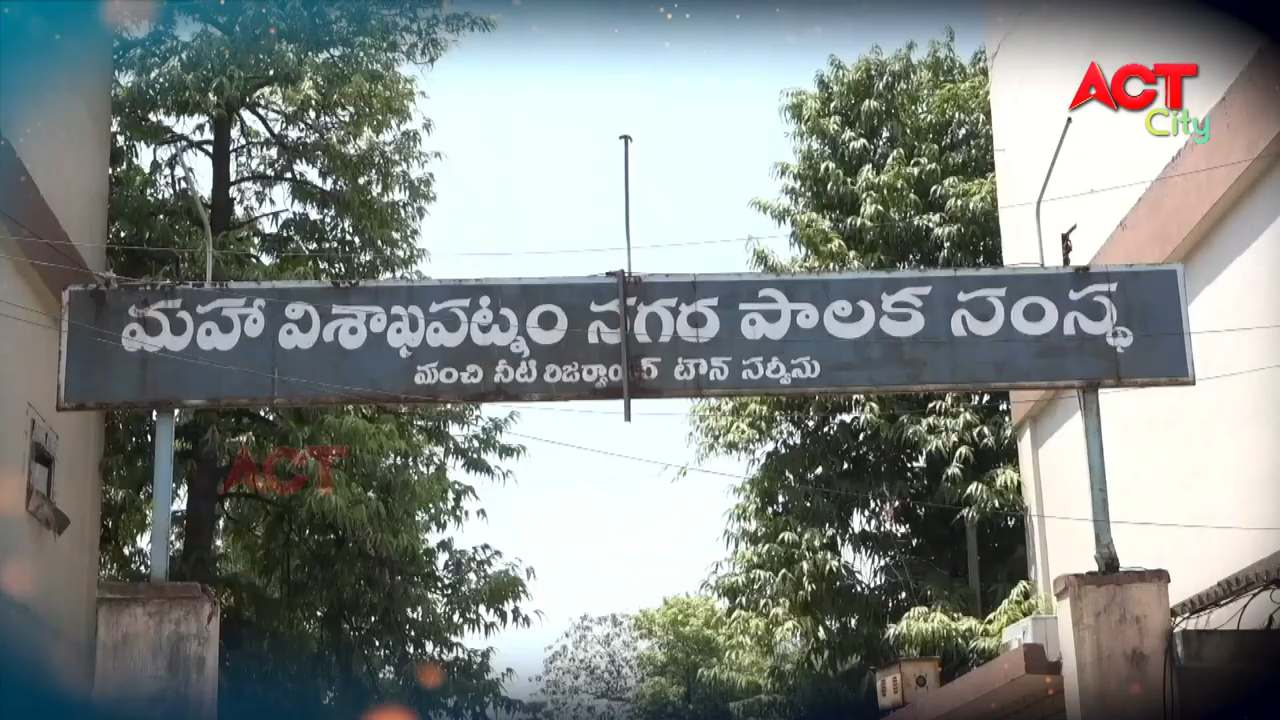 ACT
City
మహా విశాఖపట్నం నగర పాలక సంస్థ
మంచి నీటి రిజర్వాయర్ టౌన్ సర్వీసు
ACT